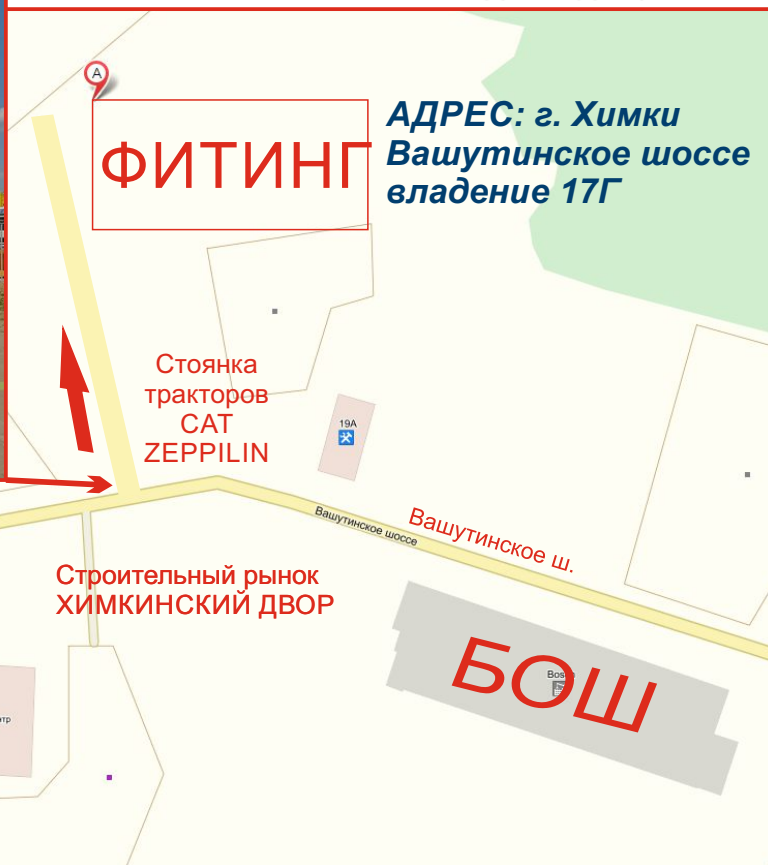 А
ФИТИНГ
АДРЕС: г. Химки
Вашутинское шоссе
владение 17Г
Стоянка
тракторов
CAT
ZEPPILIN
19А
Вашутинское шоссе
Вашутинское ш.
Строительный рынок
ХИМКИНСКИЙ ДВОР
БОШ